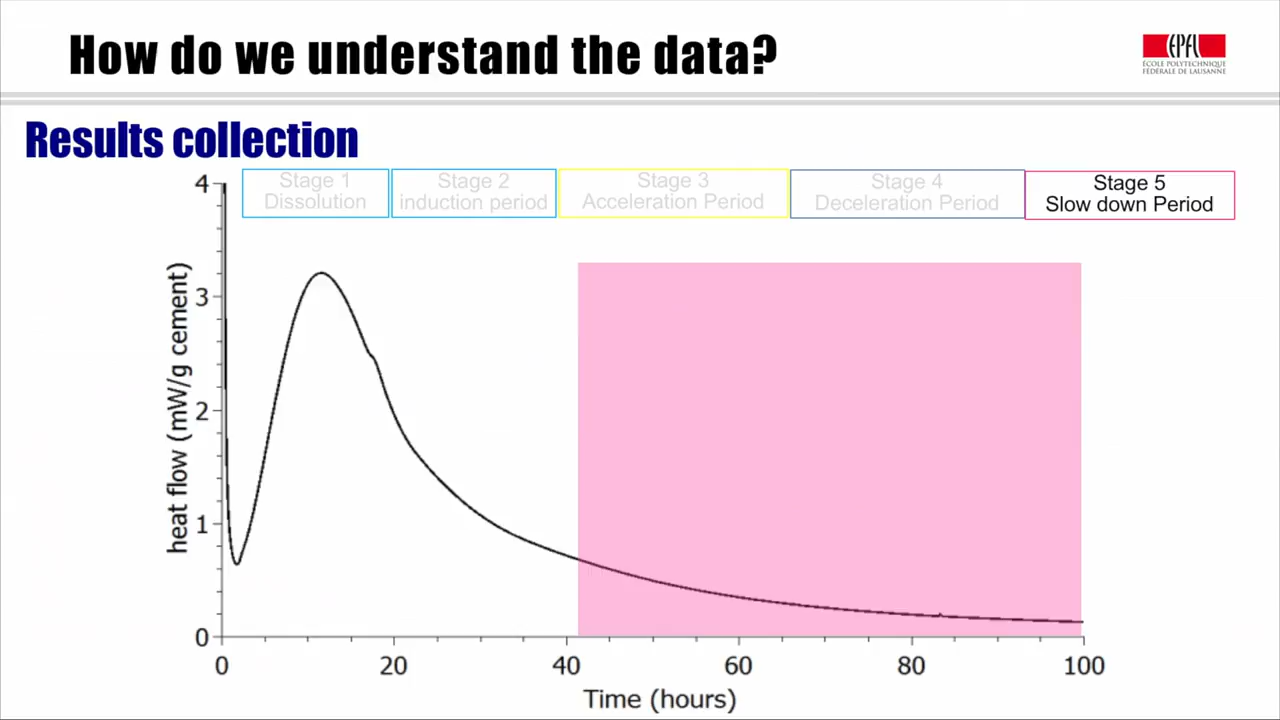 How do we understand the data?
EPFL
ÉCOLE POLYTECHNIQUE
FÉDÉRALE DE LAUSANNE
Results collection
Stage 1
Dissolution
Stage 2
induction period
Stage 3
Acceleration Period
Stage 4
Deceleration Period
Stage 5
Slow down Period
heat flow (mW/g cement)
4
3
2
1
0
0 20 40 60 80 100
Time (hours)